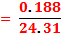 = 0.188 / 24.31